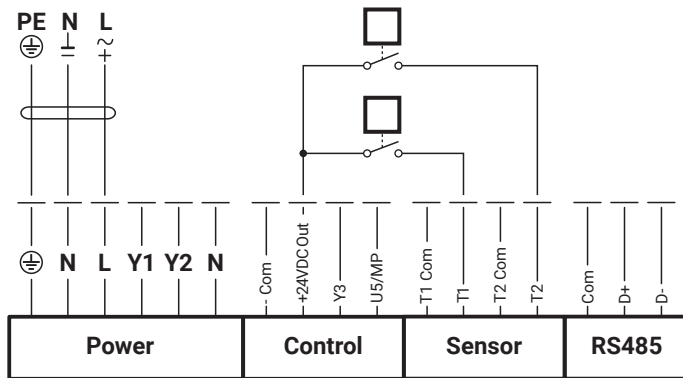 PE N L
N L Y1 Y2 N
- Com
+24VDC Out
Y3
U5/MP
T1 Com
T1
T2 Com
T2
Com
D+
D-
Power Control Sensor RS485